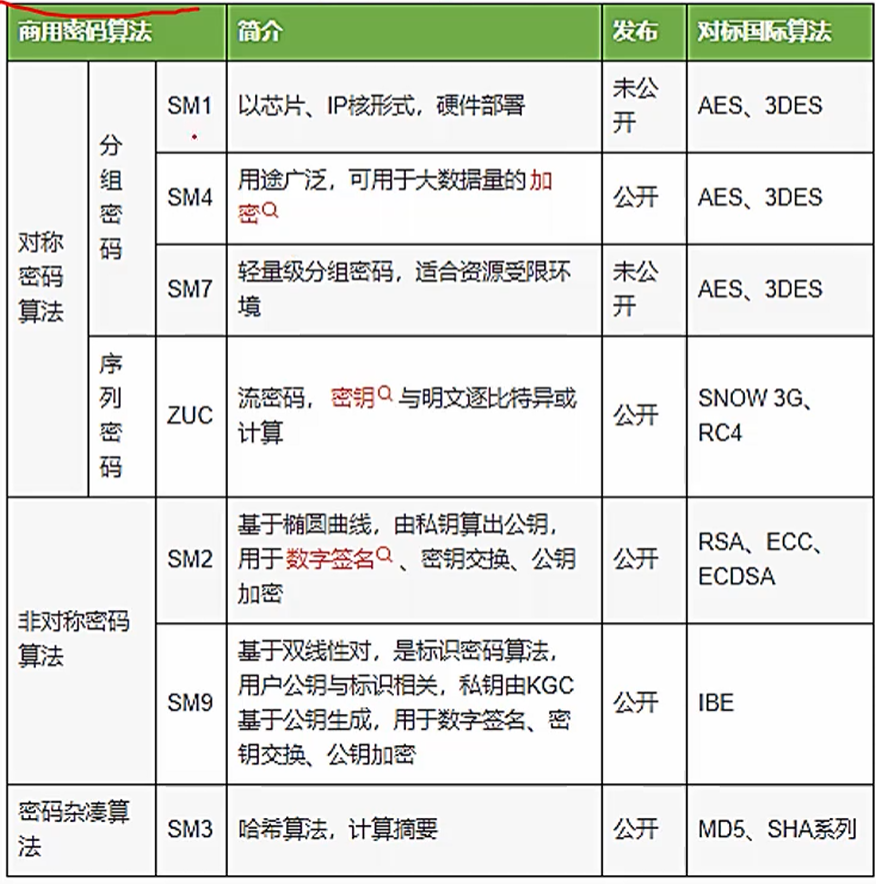 商用密码算法 简介 发布 对标国际算法
对称
密码
算法
分
组
密
码
SM1
以芯片、IP核形式，硬件部署
未公
开
AES、3DES
SM4
用途广泛，可用于大数据量的 加
密
公开
AES、3DES
SM7
轻量级分组密码，适合资源受限环
境
未公
开
AES、3DES
序
列
密
码
ZUC
流密码， 密钥 与明文逐比特异或
计算
公开
SNOW 3G、
RC4
非对称密码
算法
SM2
基于椭圆曲线，由私钥算出公钥，
用于 数字签名 、密钥交换、公钥
加密
公开
RSA、ECC、
ECDSA
SM9
基于双线性对，是标识密码算法，
用户公钥与标识相关，私钥由KGC
基于公钥生成，用于数字签名、密
钥交换、公钥加密
公开
IBE
密码杂凑算
法
SM3
哈希算法，计算摘要
公开
MD5、SHA系列